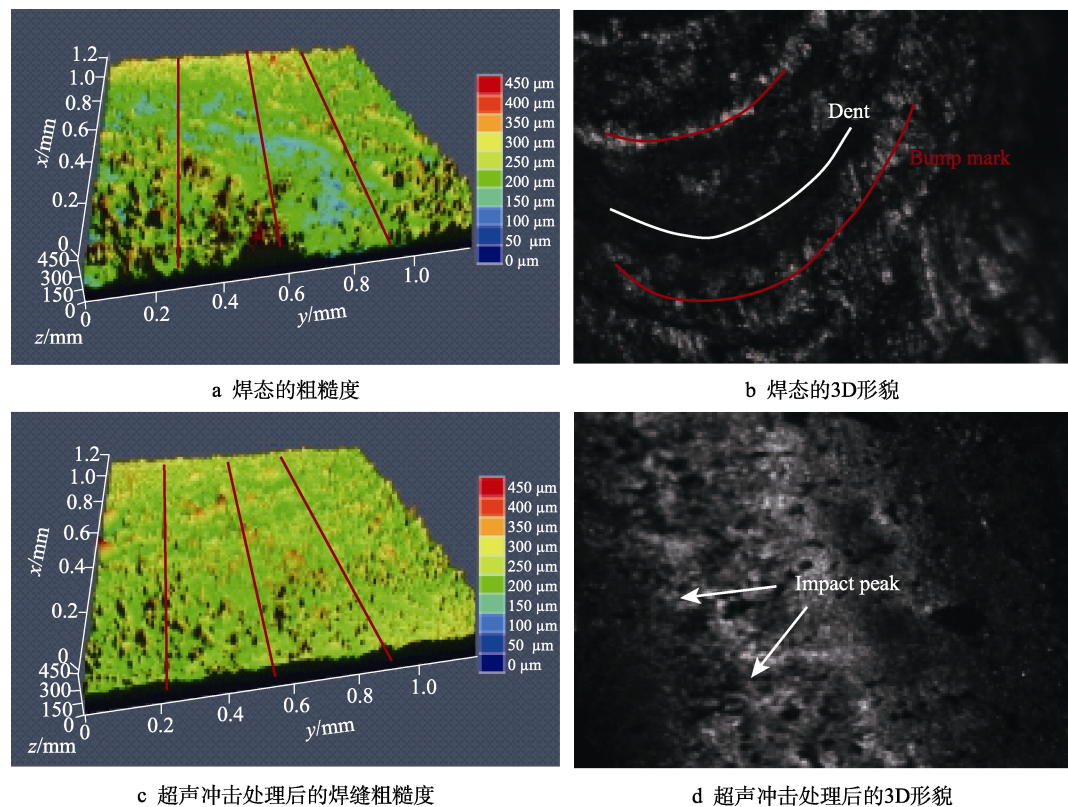 1.2
1.0
0.8
0.6
0.4
0.2
0
x/mm
450
300
150
0
z/mm
0
0.2
0.4
0.6
0.8
1.0
y/mm
450 μm
400 μm
350 μm
300 μm
250 μm
200 μm
150 μm
100 μm
50 μm
0 μm
Dent
Bump mark
a 焊态的粗糙度
b 焊态的3D形貌
1.2
1.0
0.8
0.6
0.4
0.2
0
x/mm
450
300
150
0
z/mm
0
0.2
0.4
0.6
0.8
1.0
y/mm
450 μm
400 μm
350 μm
300 μm
250 μm
200 μm
150 μm
100 μm
50 μm
0 μm
Impact peak
c 超声冲击处理后的焊缝粗糙度
d 超声冲击处理后的3D形貌